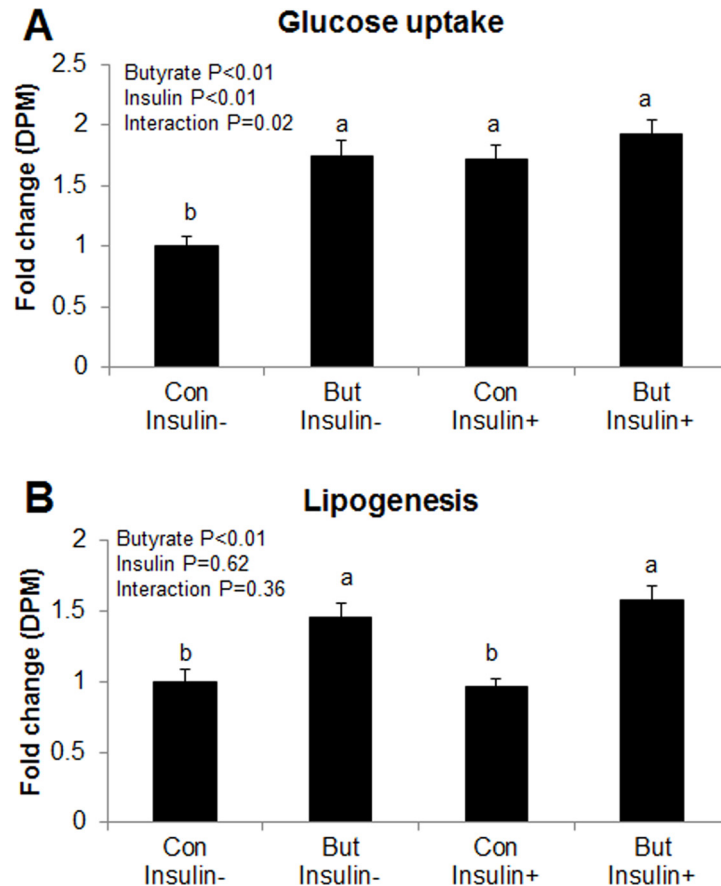 A
Glucose uptake
Butyrate P<0.01
Insulin P<0.01
Interaction P=0.02
Fold change (DPM)
2.5
2
1.5
1
0.5
0
b
a
a
a
Con But Con But
Insulin- Insulin- Insulin+ Insulin+
B
Lipogenesis
Butyrate P<0.01
Insulin P=0.62
Interaction P=0.36
Fold change (DPM)
2
1.5
1
0.5
0
b
a
b
a
Con But Con But
Insulin- Insulin- Insulin+ Insulin+